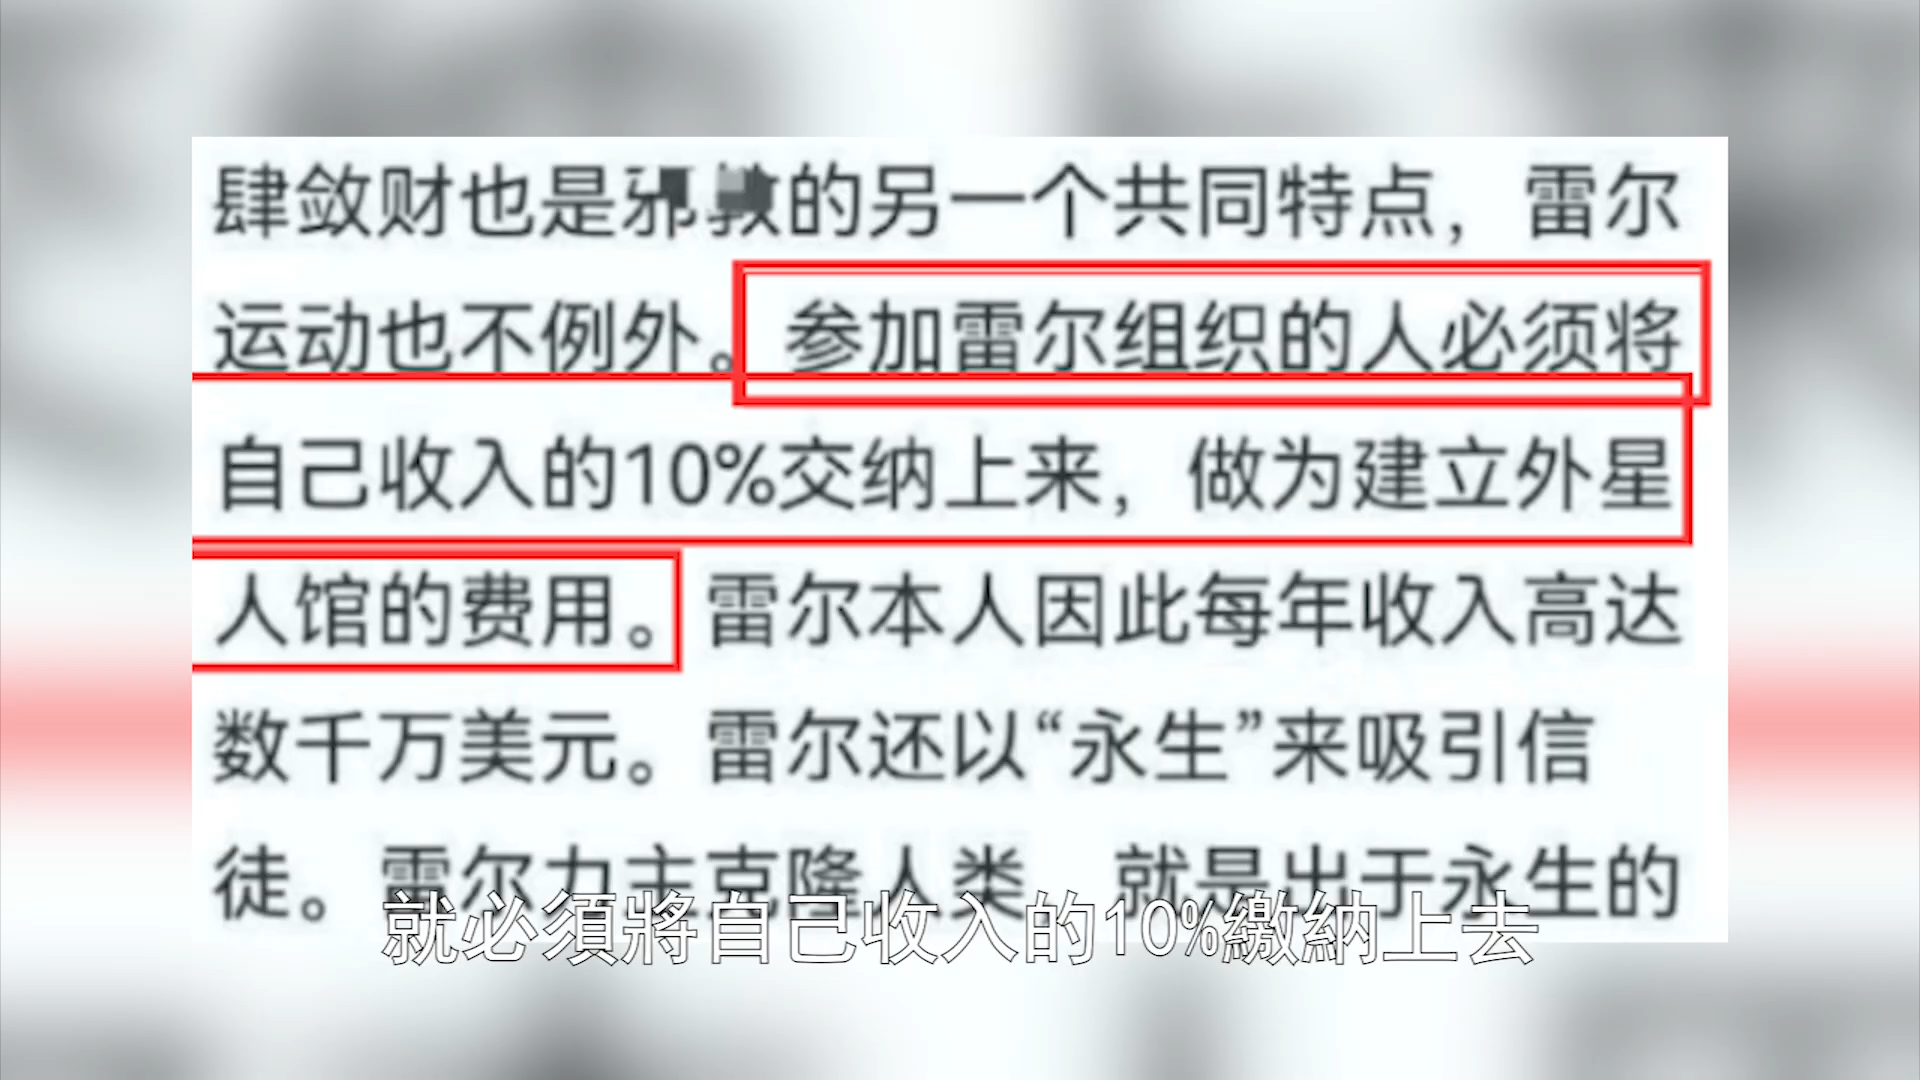 肆敛财也是邪教的另一个共同特点，雷尔
运动也不例外。参加雷尔组织的人必须将
自己收入的10%交纳上来，做为建立外星
人馆的费用。雷尔本人因此每年收入高达
数千万美元。雷尔还以“永生”来吸引信
徒。雷尔力主克隆人类，就是出于永生的
就必須將自己收入的10%繳納上去